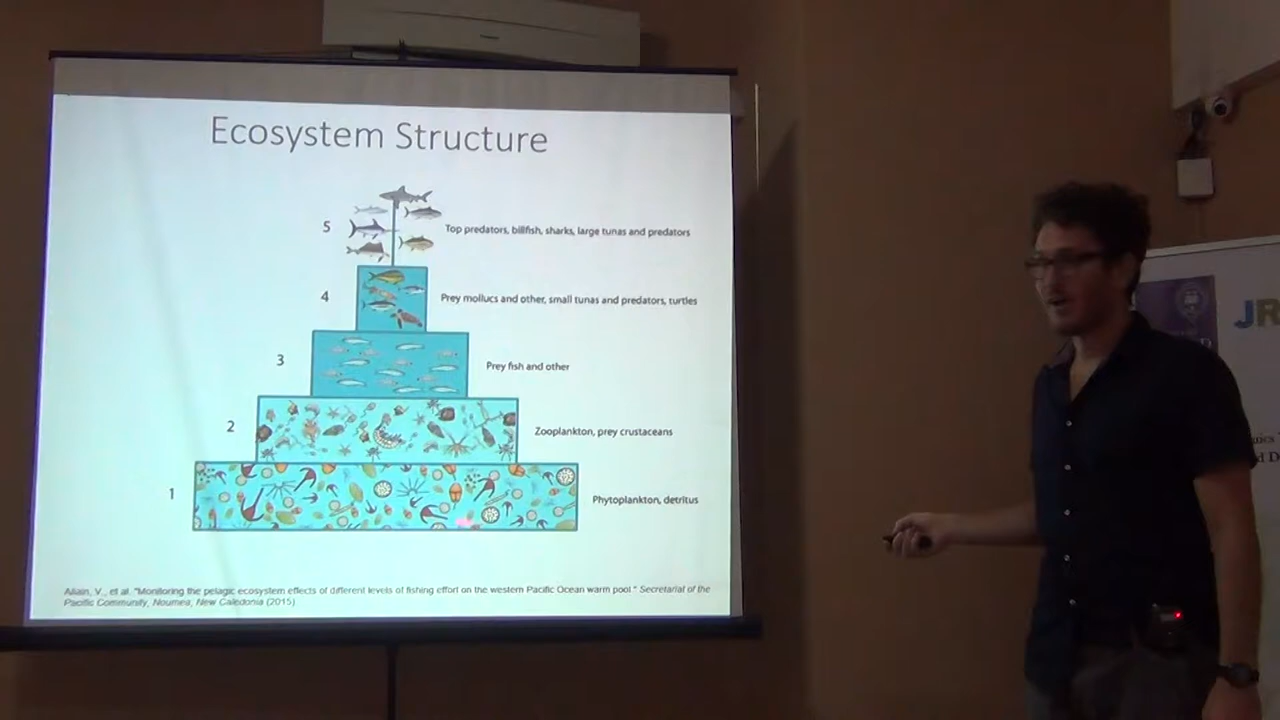 Ecosystem Structure
5 Top predators, billfish, sharks, large tunas and predators
4 Prey mollucs and other, small tunas and predators, turtles
3 Prey fish and other
2 Zooplankton, prey crustaceans
1 Phytoplankton, detritus
Allain, V., et al. "Monitoring the pelagic ecosystem effects of different levels of fishing effort on the western Pacific Ocean warm pool." Secretariat of the
Pacific Community, Noumea, New Caledonia (2015)
JR